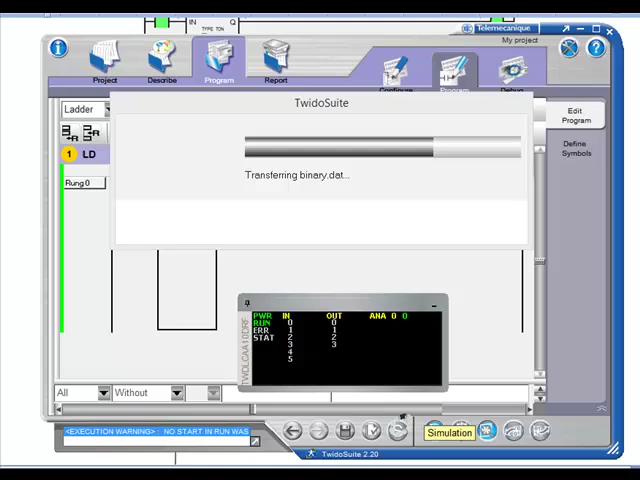 IN
Q
TYPE TON
Telemecanique
My project
Project
Describe
Program
Report
Configure
Program
Debug
Ladder
TwidoSuite
Edit
Program
Define
Symbols
1 LD
Rung 0
Transferring binary.dat...
PWR IN OUT ANA 0 0
RUN 0 0
ERR 1 1
STAT 2 2
3 3
4
5
TWDLCAA10DRF
All
Without
<EXECUTION WARNING> : NO START IN RUN WAS
Simulation
TwidoSuite 2.20